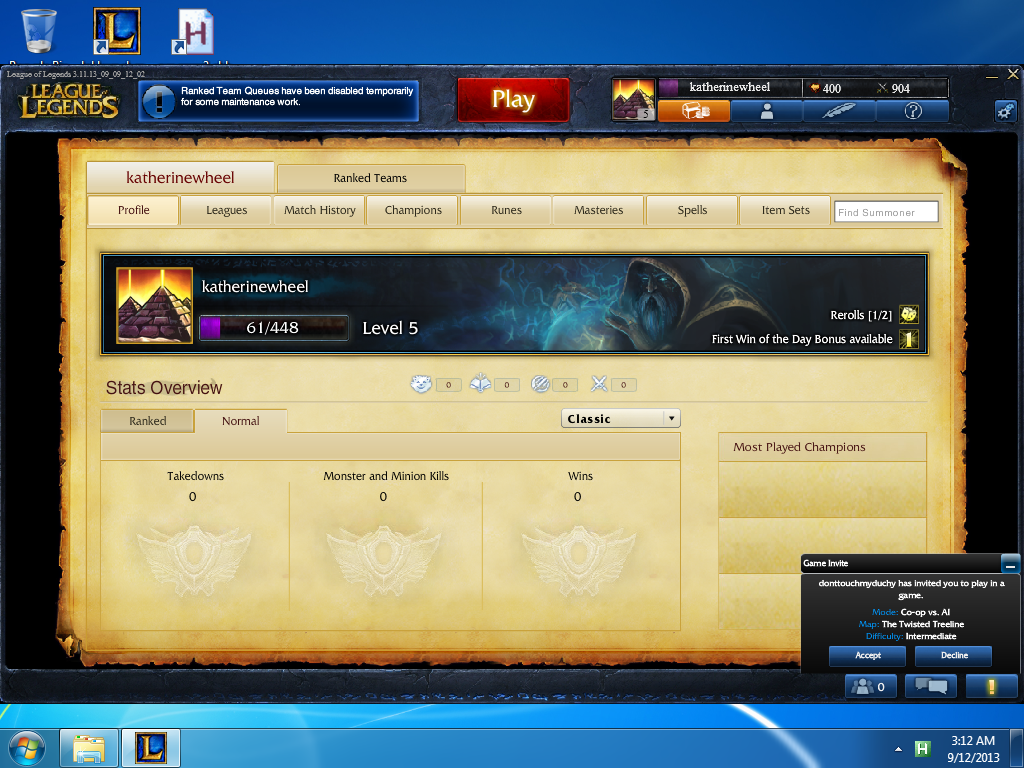 League of Legends 3.11.13_09_09_12_02
LEAGUE of LEGENDS
Ranked Team Queues have been disabled temporarily
for some maintenance work.
Play
5
katherinewheel
400
904
katherinewheel
Ranked Teams
Profile
Leagues
Match History
Champions
Runes
Masteries
Spells
Item Sets
Find Summoner
katherinewheel
61/448
Level 5
Rerolls [1/2]
First Win of the Day Bonus available
Stats Overview
0
0
0
0
Ranked
Normal
Classic
Most Played Champions
Takedowns
0
Monster and Minion Kills
0
Wins
0
Game Invite
donttouchmyduchy has invited you to play in a
game.
Mode: Co-op vs. AI
Map: The Twisted Treeline
Difficulty: Intermediate
Accept
Decline
0
3:12 AM
9/12/2013